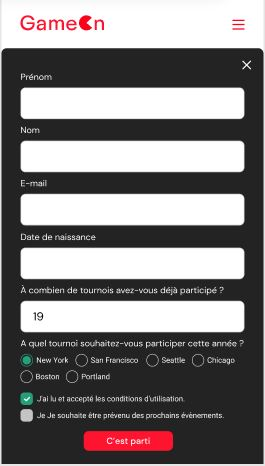 GameOn
Prénom
Nom
E-mail
Date de naissance
À combien de tournois avez-vous déjà participé ?
19
A quel tournoi souhaitez-vous participer cette année ?
New York San Francisco Seattle Chicago
Boston Portland
J'ai lu et accepté les conditions d'utilisation.
Je Je souhaite être prévenu des prochains évènements.
C'est parti